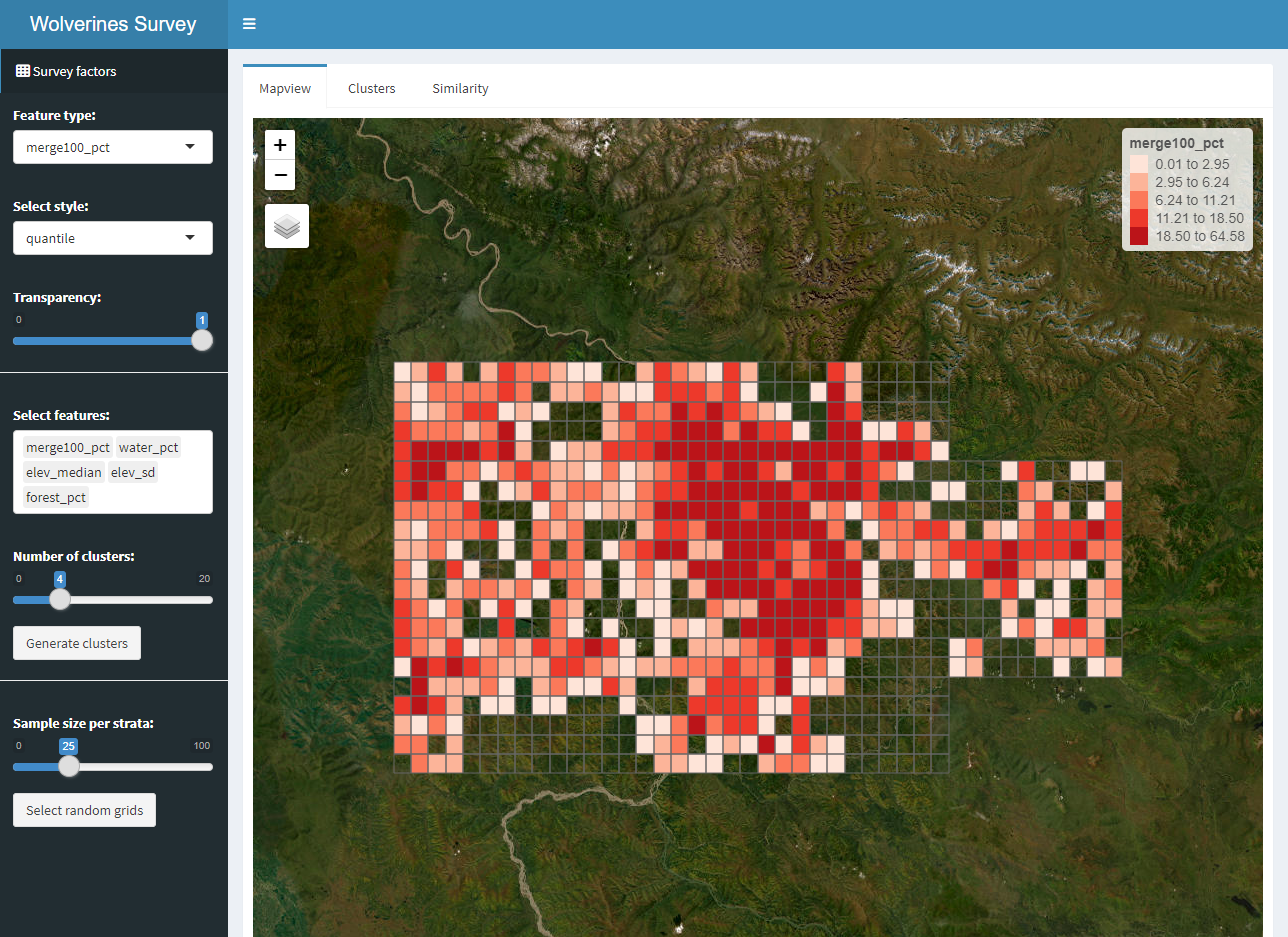 Wolverines Survey
Survey factors
Feature type:
merge100_pct
Select style:
quantile
Transparency:
0
1
Select features:
merge100_pct water_pct
elev_median elev_sd
forest_pct
Number of clusters:
0 4 20
Generate clusters
Sample size per strata:
0 25 100
Select random grids
Mapview Clusters Similarity
+
−
merge100_pct
0.01 to 2.95
2.95 to 6.24
6.24 to 11.21
11.21 to 18.50
18.50 to 64.58